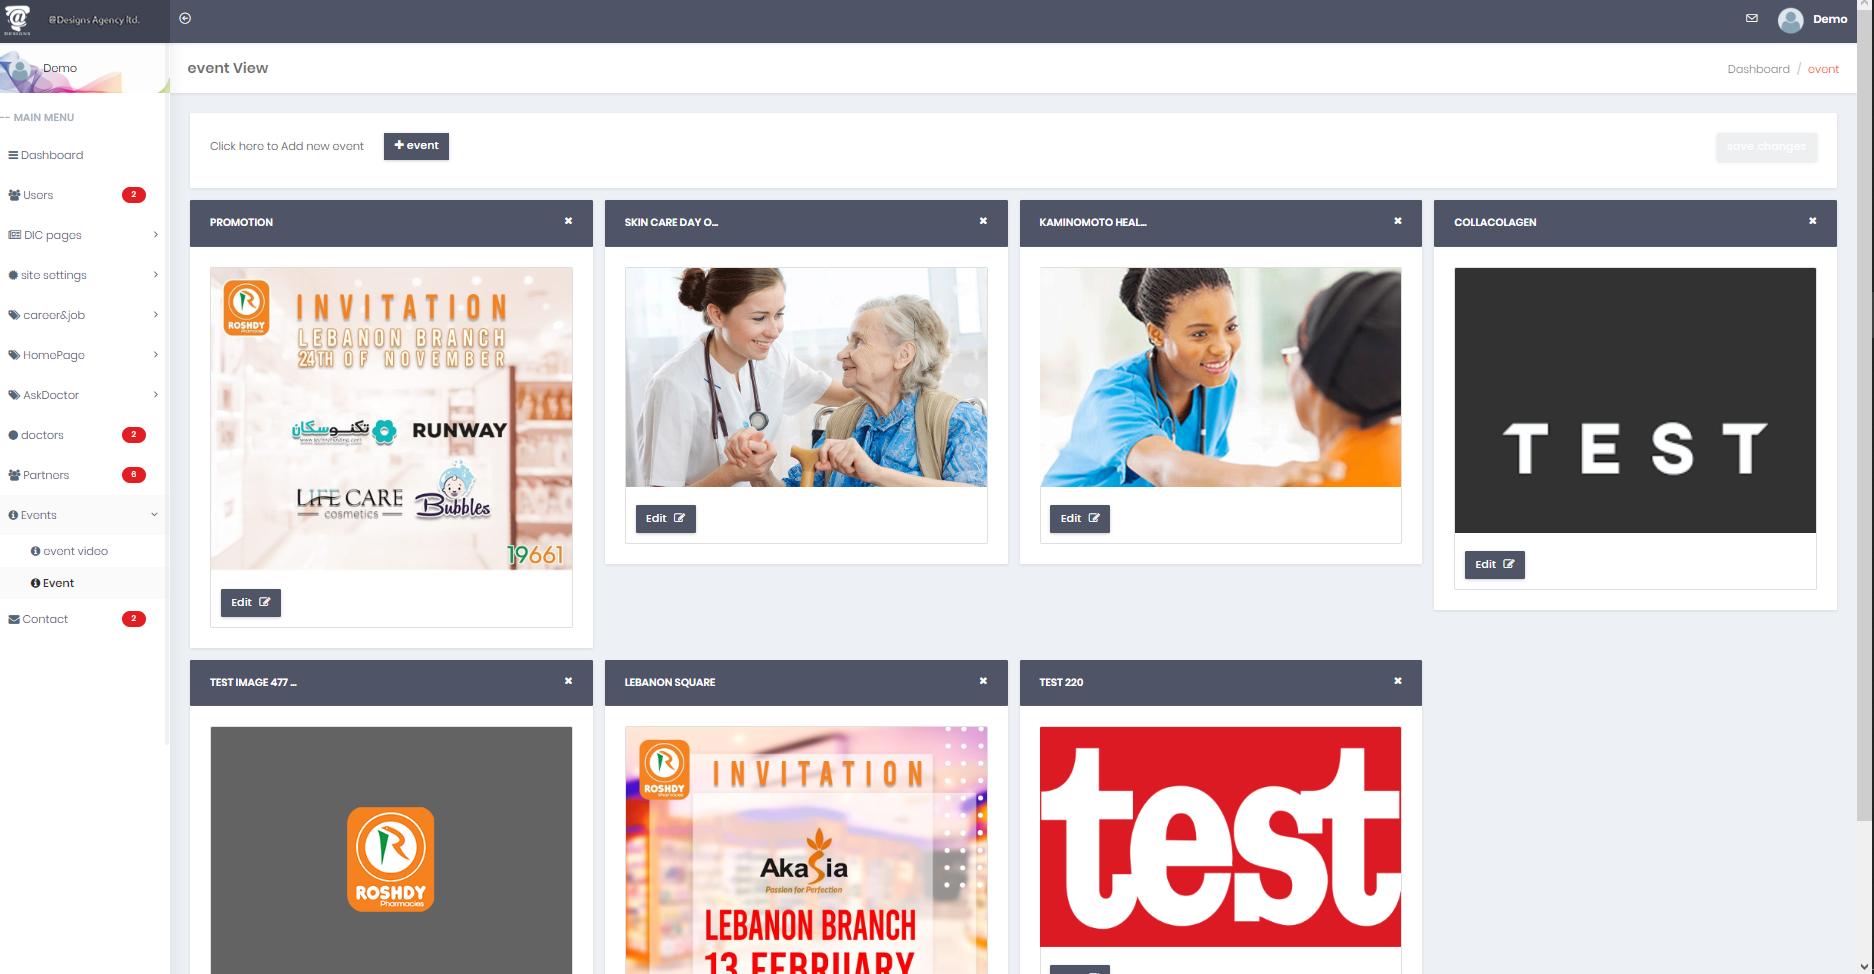 @Designs Agency ltd.
DESIGNS
Demo
Demo
event View
Dashboard / event
-- MAIN MENU
Dashboard
Users 2
DIC pages
site settings
career&job
HomePage
AskDoctor
doctors 2
Partners 6
Events
event video
Event
Contact 2
Click here to Add new event
+ event
save changes
PROMOTION
ROSHDY
Pharmacies
INVITATION
LEBANON BRANCH
24TH OF NOVEMBER
تكنوسكان
RUNWAY
LIFE CARE
cosmetics
Bubbles
19661
Edit
SKIN CARE DAY O...
Edit
KAMINOMOTO HEAL...
Edit
COLLACOLAGEN
TEST
Edit
TEST IMAGE 477 ...
ROSHDY
Pharmacies
LEBANON SQUARE
ROSHDY
Pharmacies
INVITATION
Akasia
Passion for Perfection
LEBANON BRANCH
13 FEBRUARY
TEST 220
test